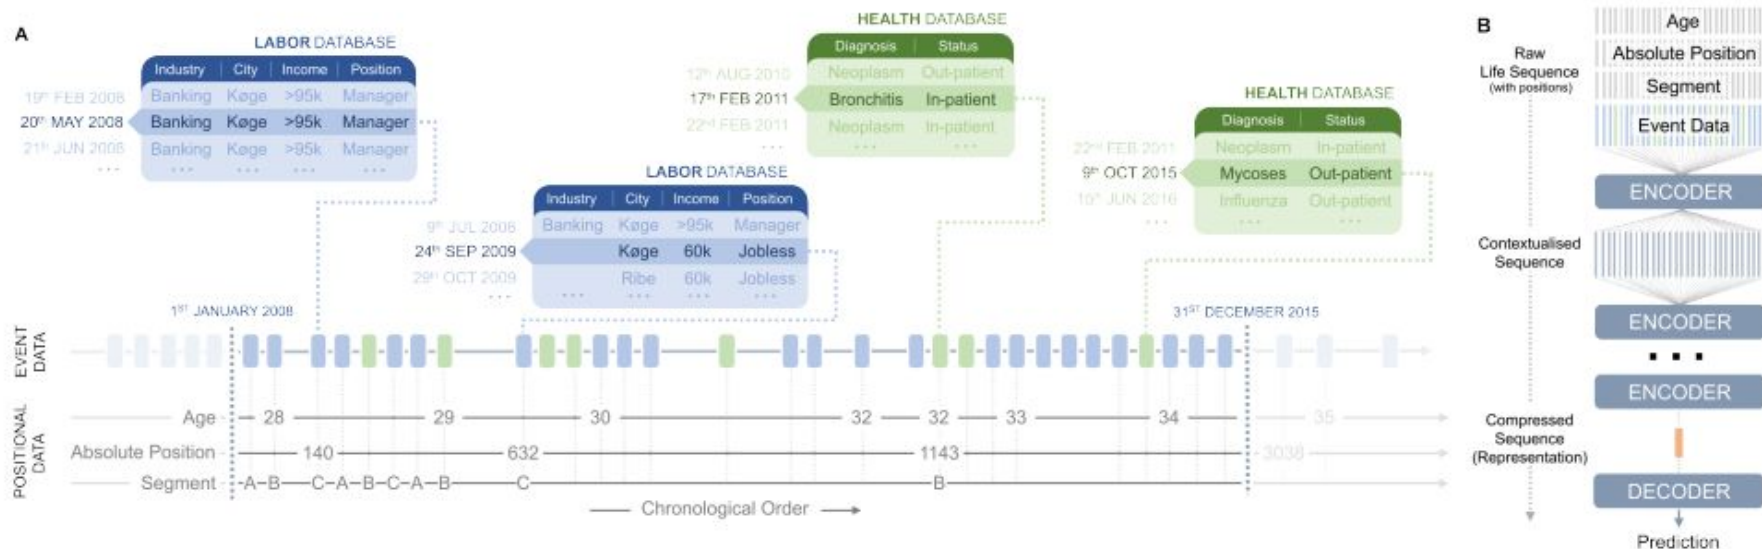 A
LABOR DATABASE
Industry City Income Position
19th FEB 2008 Banking Køge >95k Manager
20th MAY 2008 Banking Køge >95k Manager
21th JUN 2008 Banking Køge >95k Manager
... ... ... ... ...
LABOR DATABASE
Industry City Income Position
9th JUL 2008 Banking Køge >95k Manager
24th SEP 2009 Køge 60k Jobless
29th OCT 2009 Ribe 60k Jobless
... ... ... ... ...
HEALTH DATABASE
Diagnosis Status
12th AUG 2010 Neoplasm Out-patient
17th FEB 2011 Bronchitis In-patient
22nd FEB 2011 Neoplasm In-patient
... ... ...
HEALTH DATABASE
Diagnosis Status
22nd FEB 2011 Neoplasm In-patient
9th OCT 2015 Mycoses Out-patient
JUN 2016 Influenza Out-patient
... ... ...
1ST JANUARY 2008
31ST DECEMBER 2015
EVENT
DATA
POSITIONAL
DATA
Age 28 29 30 32 32 33 34 35
Absolute Position 140 632 1143 3038
Segment A B C A B C A B C B
Chronological Order
B
Raw
Life Sequence
(with positions)
Age
Absolute Position
Segment
Event Data
ENCODER
Contextualised
Sequence
ENCODER
...
ENCODER
Compressed
Sequence
(Representation)
DECODER
Prediction